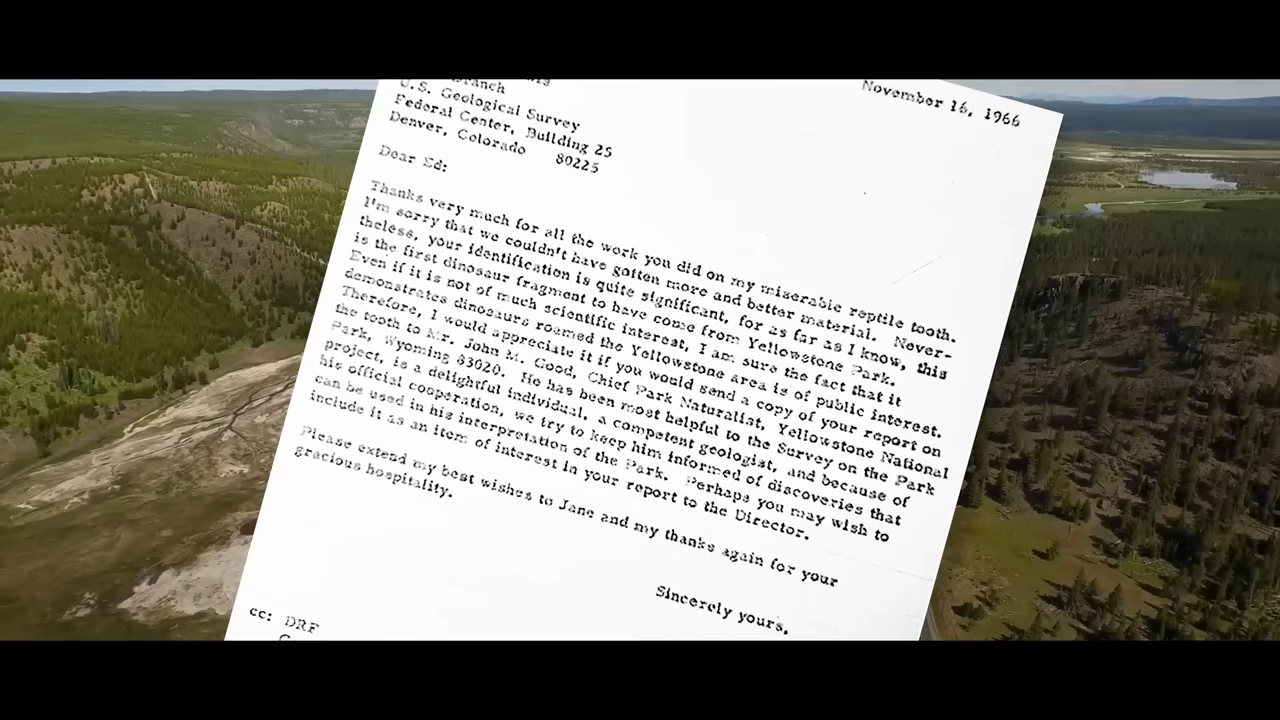 November 16, 1966
Branch
U.S. Geological Survey
Federal Center, Building 25
Denver, Colorado 80225
Dear Ed:
Thanks very much for all the work you did on my miserable reptile tooth.
I'm sorry that we couldn't have gotten more and better material. Never-
theless, your identification is quite significant, for as far as I know, this
is the first dinosaur fragment to have come from Yellowstone Park.
Even if it is not of much scientific interest, I am sure the fact that it
demonstrates dinosaurs roamed the Yellowstone area is of public interest.
Therefore, I would appreciate it if you would send a copy of your report on
the tooth to Mr. John M. Good, Chief Park Naturalist, Yellowstone National
Park, Wyoming 83020. He has been most helpful to the Survey on the Park
project, is a delightful individual, a competent geologist, and because of
his official cooperation, we try to keep him informed of discoveries that
can be used in his interpretation of the Park. Perhaps you may wish to
include it as an item of interest in your report to the Director.
Please extend my best wishes to Jane and my thanks again for your
gracious hospitality.
Sincerely yours,
cc: DRF